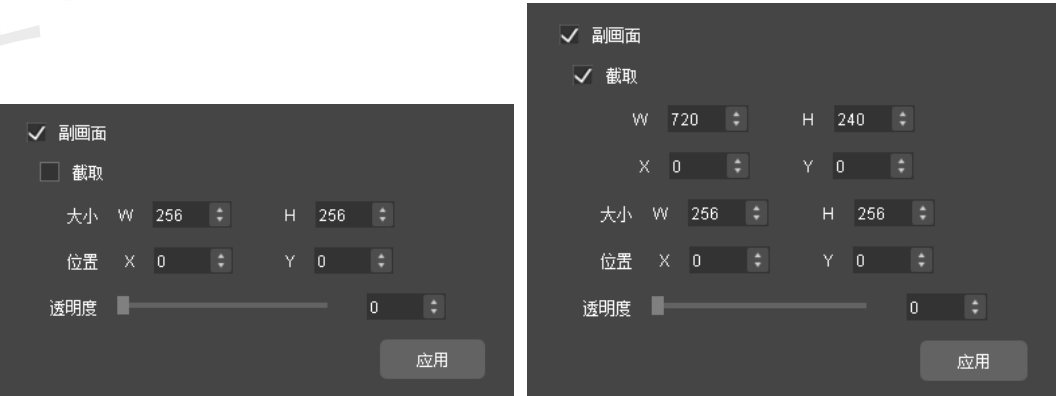 副画面
截取
大小 W 256 H 256
位置 X 0 Y 0
透明度 0
应用
副画面
截取
W 720 H 240
X 0 Y 0
大小 W 256 H 256
位置 X 0 Y 0
透明度 0
应用